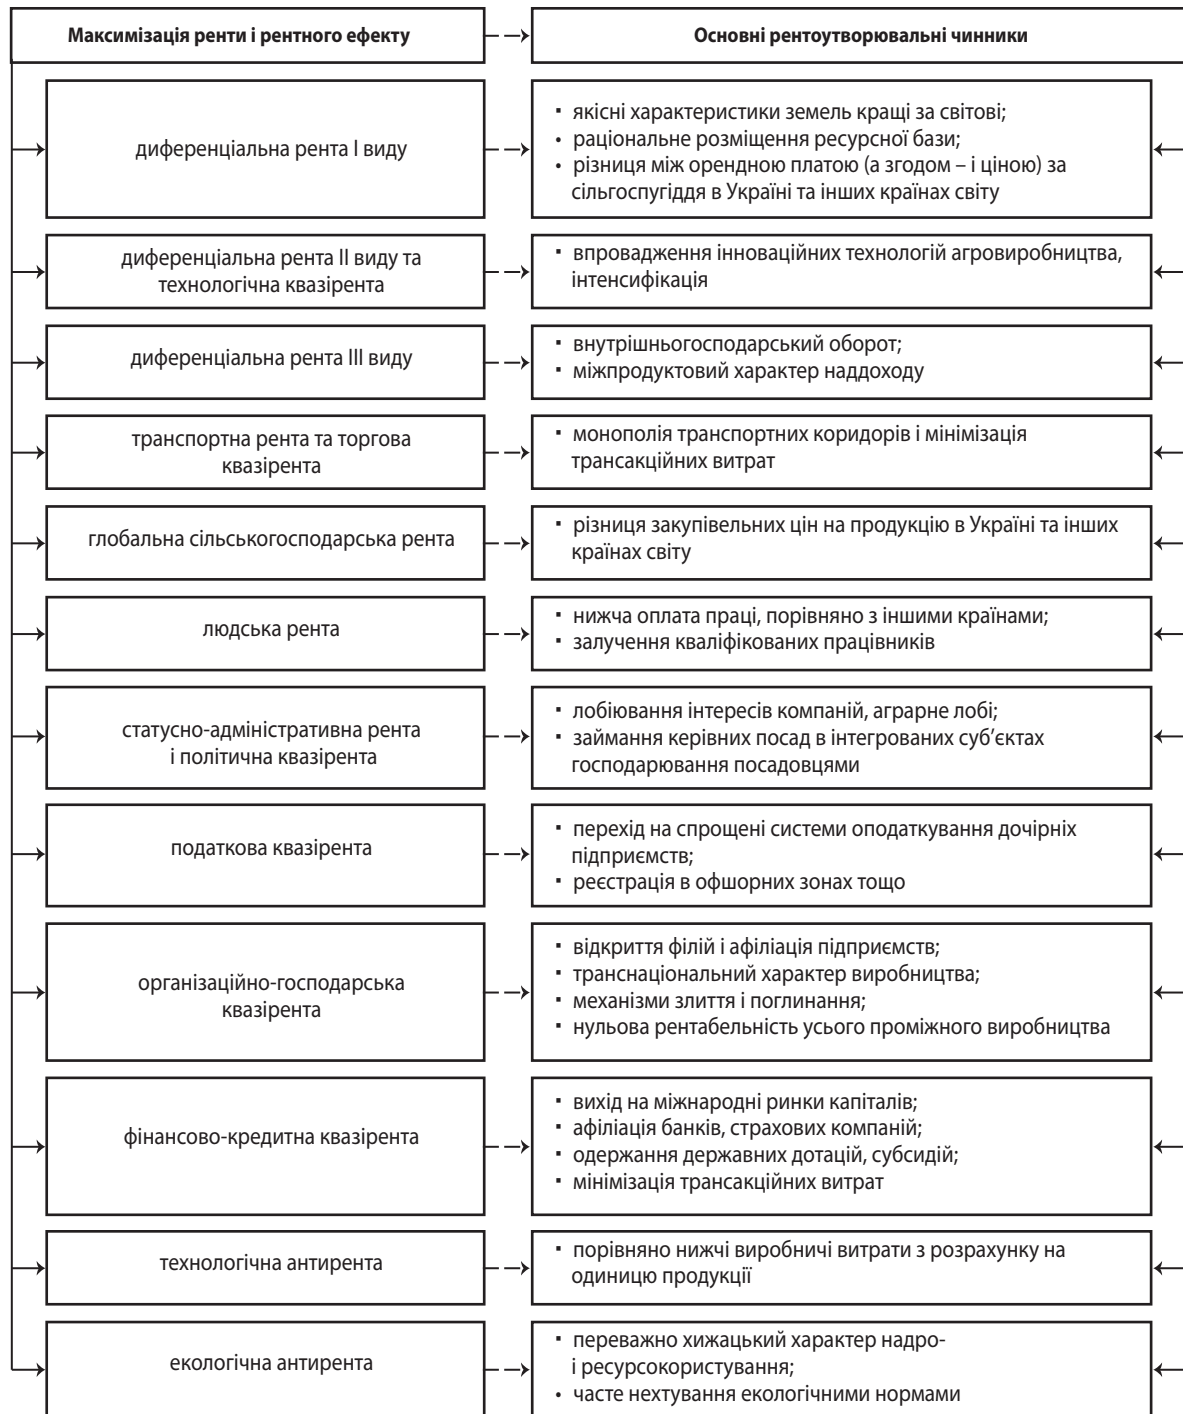 Максимізація ренти і рентного ефекту
Основні рентоутворювальні чинники
диференціальна рента І виду
▪ якісні характеристики земель кращі за світові;
• раціональне розміщення ресурсної бази;
▪ різниця між орендною платою (а згодом – і ціною) за
сільгоспугіддя в Україні та інших країнах світу
диференціальна рента ІІ виду та
технологічна квазірента
▪ впровадження інноваційних технологій агровиробництва,
інтенсифікація
диференціальна рента ІІІ виду
▪ внутрішньогосподарський оборот;
▪ міжпродуктовий характер наддоходу
транспортна рента та торгова
квазірента
▪ монополія транспортних коридорів і мінімізація
трансакційних витрат
глобальна сільськогосподарська рента
▪ різниця закупівельних цін на продукцію в Україні та інших
країнах світу
людська рента
▪ нижча оплата праці, порівняно з іншими країнами;
▪ залучення кваліфікованих працівників
статусно-адміністративна рента
і політична квазірента
▪ лобіювання інтересів компаній, аграрне лобі;
▪ займання керівних посад в інтегрованих суб’єктах
господарювання посадовцями
податкова квазірента
▪ перехід на спрощені системи оподаткування дочірніх
підприємств;
▪ реєстрація в офшорних зонах тощо
організаційно-господарська
квазірента
▪ відкриття філій і афіліація підприємств;
▪ транснаціональний характер виробництва;
▪ механізми злиття і поглинання;
▪ нульова рентабельність усього проміжного виробництва
фінансово-кредитна квазірента
▪ вихід на міжнародні ринки капіталів;
▪ афіліація банків, страхових компаній;
▪ одержання державних дотацій, субсидій;
▪ мінімізація трансакційних витрат
технологічна антирента
▪ порівняно нижчі виробничі витрати з розрахунку на
одиницю продукції
екологічна антирента
▪ переважно хижацький характер надро-
і ресурсокористування;
• часте нехтування екологічними нормами